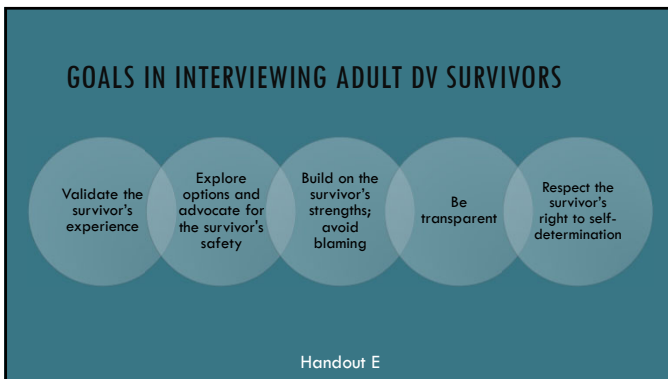 GOALS IN INTERVIEWING ADULT DV SURVIVORS
Validate the
survivor's
experience
Explore
options and
advocate for
the survivor's
safety
Build on the
survivor's
strengths;
avoid
blaming
Be
transparent
Respect the
survivor's
right to self-
determination
Handout E